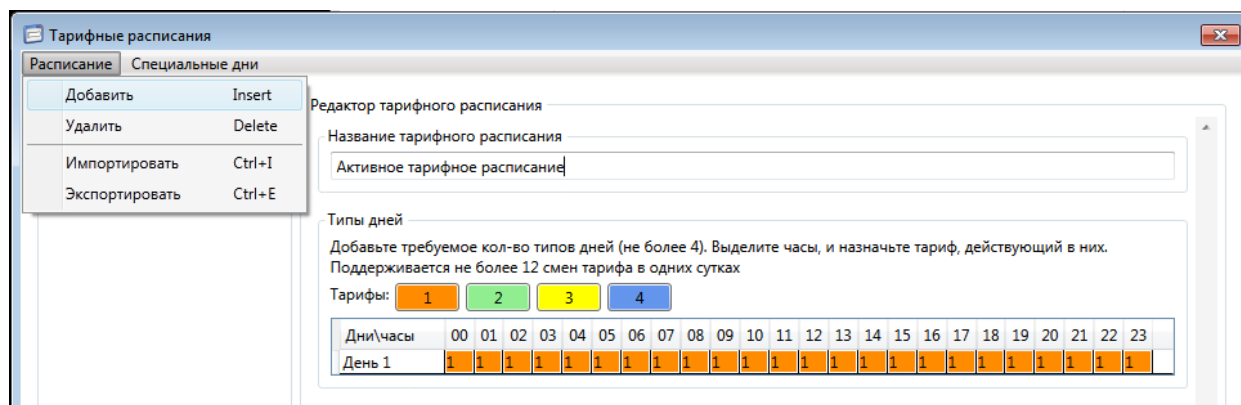 Тарифные расписания
Расписание Специальные дни
Добавить Insert
Удалить Delete
Импортировать Ctrl+I
Экспортировать Ctrl+E
Редактор тарифного расписания
Название тарифного расписания
Активное тарифное расписание
Типы дней
Добавьте требуемое кол-во типов дней (не более 4). Выделите часы, и назначьте тариф, действующий в них.
Поддерживается не более 12 смен тарифа в одних сутках
Тарифы: 1 2 3 4
Дни\часы 00 01 02 03 04 05 06 07 08 09 10 11 12 13 14 15 16 17 18 19 20 21 22 23
День 1 1 1 1 1 1 1 1 1 1 1 1 1 1 1 1 1 1 1 1 1 1 1 1 1